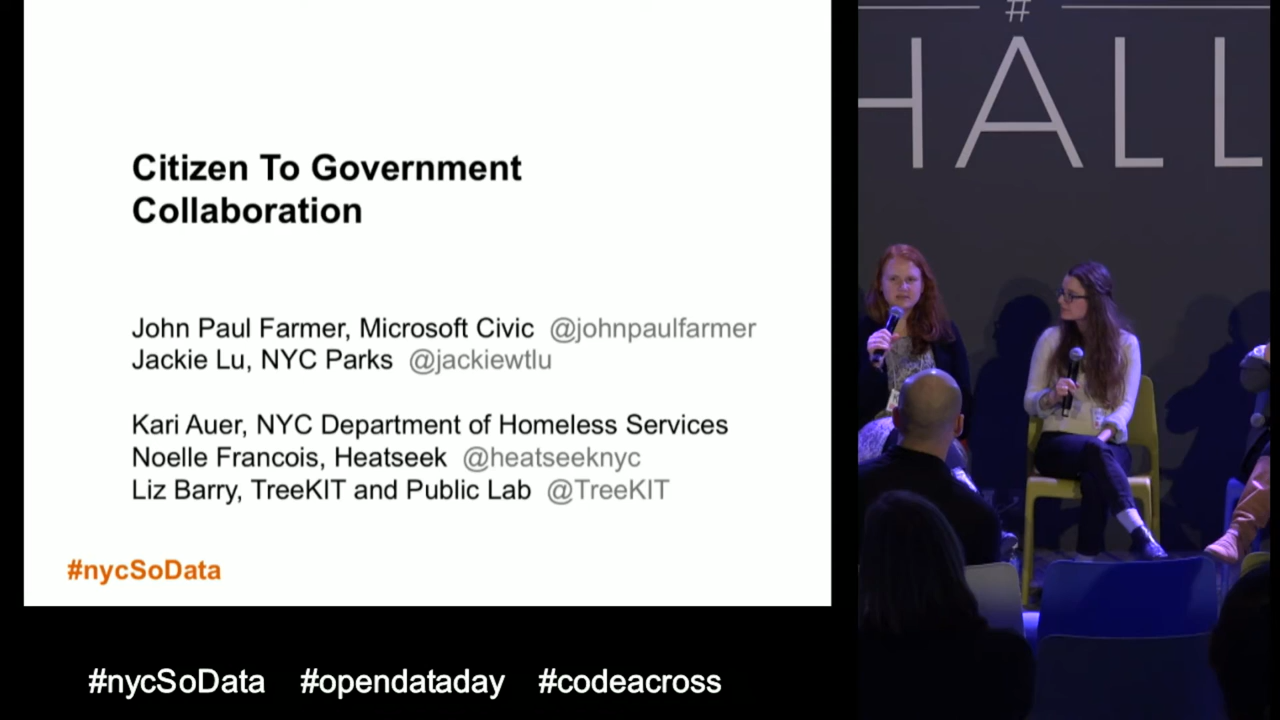 Citizen To Government
Collaboration
John Paul Farmer, Microsoft Civic @johnpaulfarmer
Jackie Lu, NYC Parks @jackiewtlu
Kari Auer, NYC Department of Homeless Services
Noelle Francois, Heatseek @heatseeknyc
Liz Barry, TreeKIT and Public Lab @TreeKIT
#nycSoData
#nycSoData #opendataday #codeacross
#
HALL